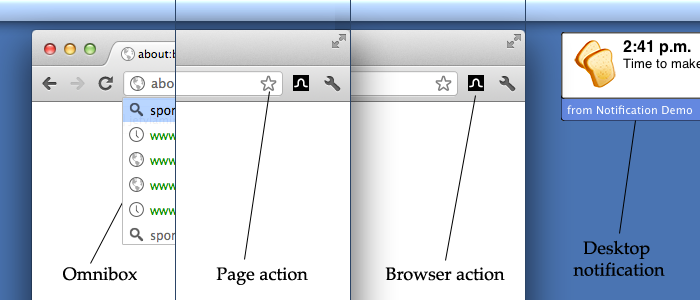 about:b
abo
spor
www
www
www
www
spor
Omnibox
Page action
Browser action
2:41 p.m.
Time to make
from Notification Demo
Desktop
notification